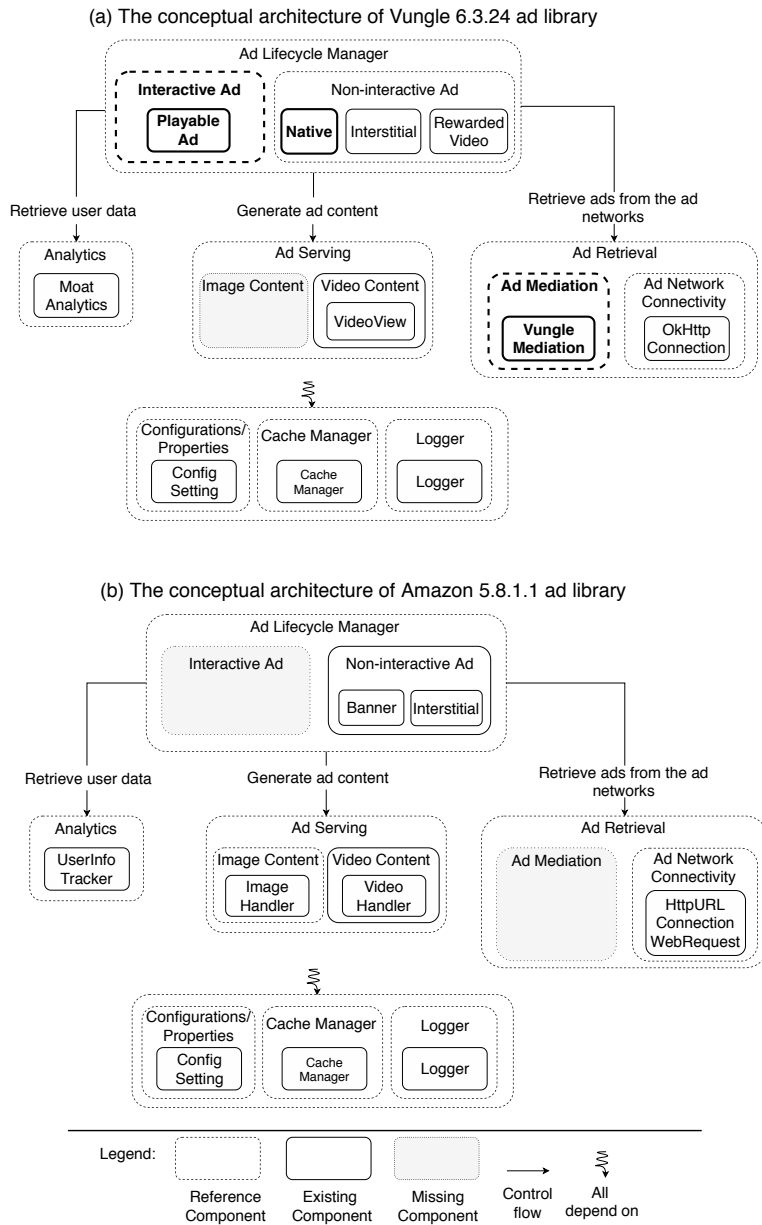 (a) The conceptual architecture of Vungle 6.3.24 ad library
Ad Lifecycle Manager
Interactive Ad
Playable
Ad
Non-interactive Ad
Native
Interstitial
Rewarded
Video
Retrieve user data
Generate ad content
Retrieve ads from the ad
networks
Analytics
Moat
Analytics
Ad Serving
Image Content
Video Content
VideoView
Ad Retrieval
Ad Mediation
Vungle
Mediation
Ad Network
Connectivity
OkHttp
Connection
Configurations/
Properties
Config
Setting
Cache Manager
Cache
Manager
Logger
Logger
(b) The conceptual architecture of Amazon 5.8.1.1 ad library
Ad Lifecycle Manager
Interactive Ad
Non-interactive Ad
Banner
Interstitial
Retrieve user data
Generate ad content
Retrieve ads from the ad
networks
Analytics
UserInfo
Tracker
Ad Serving
Image Content
Image
Handler
Video Content
Video
Handler
Ad Retrieval
Ad Mediation
Ad Network
Connectivity
HttpURL
Connection
WebRequest
Configurations/
Properties
Config
Setting
Cache Manager
Cache
Manager
Logger
Logger
Legend:
Reference
Component
Existing
Component
Missing
Component
Control
flow
All
depend on